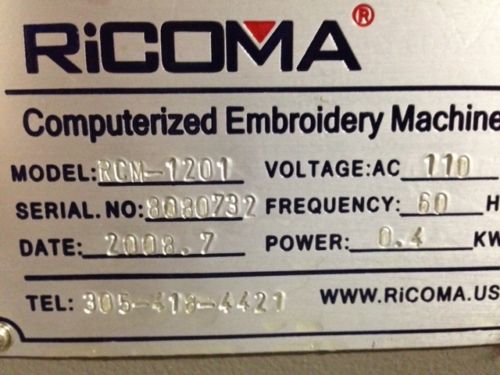 RiCOMA®
Computerized Embroidery Machine
MODEL: RCM-1201 VOLTAGE:AC 110
SERIAL.NO: 8080732 FREQUENCY: 60 H
DATE: 2008.7 POWER: 0.4 KW
TEL: 305-418-4421 WWW.RiCOMA.US